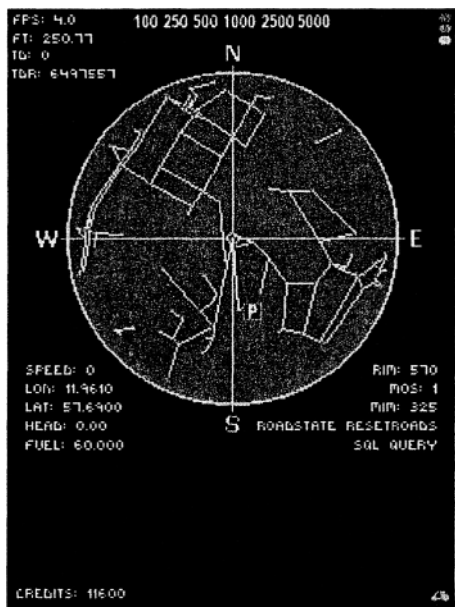 FPS: 4.0
100 250 500 1000 2500 5000
FT: 250.77
TD: 0
TDR: 6497557
N
W
E
P
S
SPEED: 0
LON: 11.9610
LAT: 57.6900
HEAD: 0.00
FUEL: 60.000
RIM: 570
MOS: 1
MIM: 325
ROADSTATE RESETROADS
SQL QUERY
CREDITS: 11600